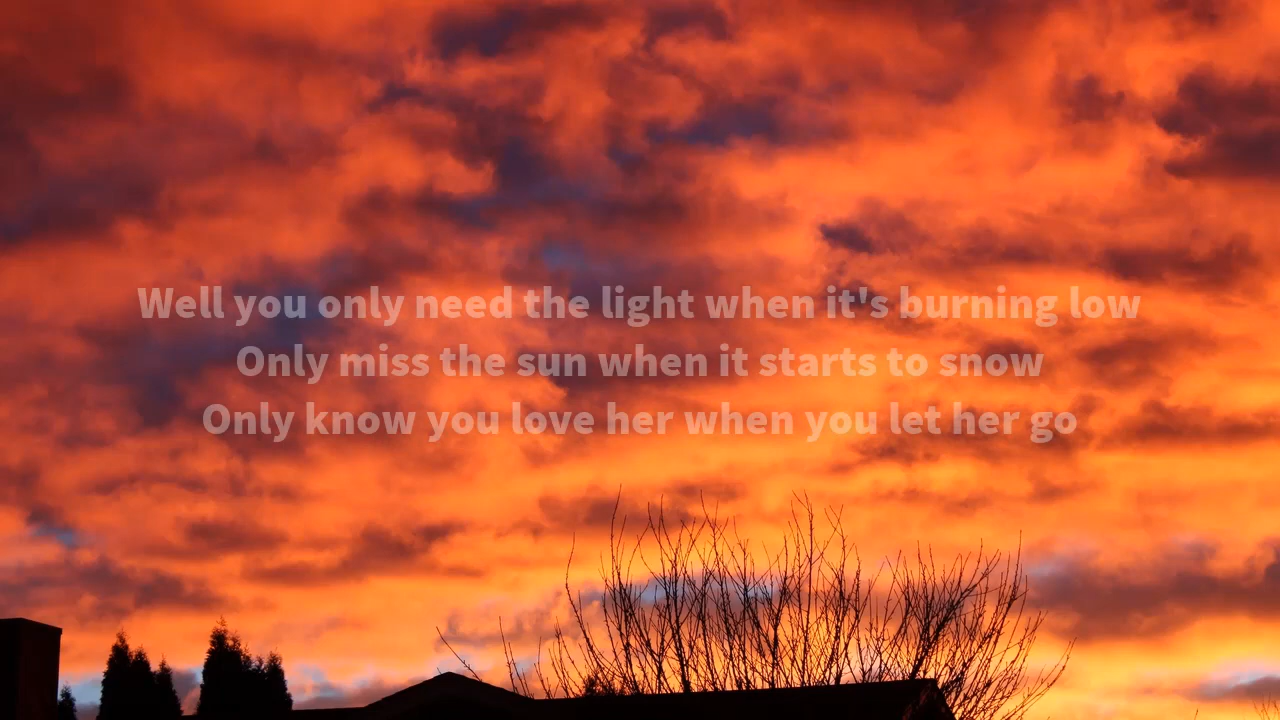 Well you only need the light when it's burning low
Only miss the sun when it starts to snow
Only know you love her when you let her go